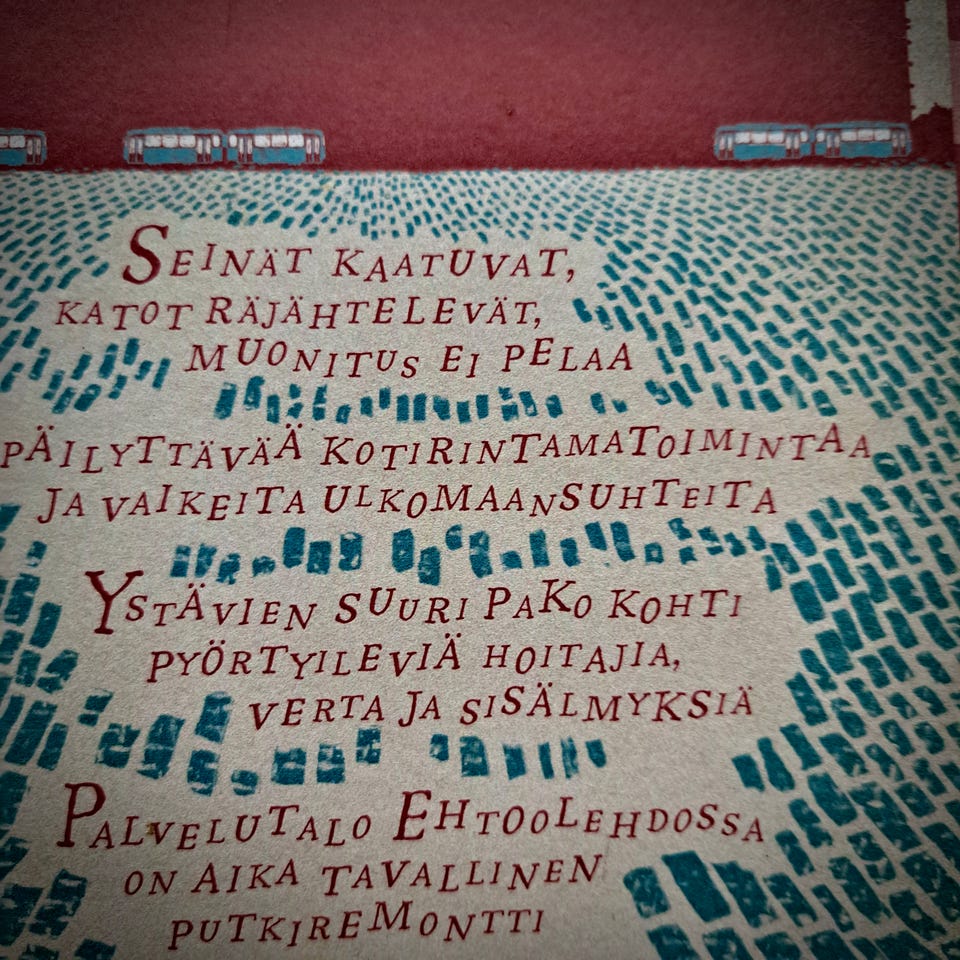 Seinät kaatuvat,
katot räjähtelevät,
muonitus ei pelaa
päilyttävää kotirintamatoimintaa
ja vaikeita ulkomaansuhteita
Ystävien suuri pako kohti
pyörtyileviä hoitajia,
verta ja sisälmyksiä
Palvelutalo Ehtoolehdossa
on aika tavallinen
putkiremontti